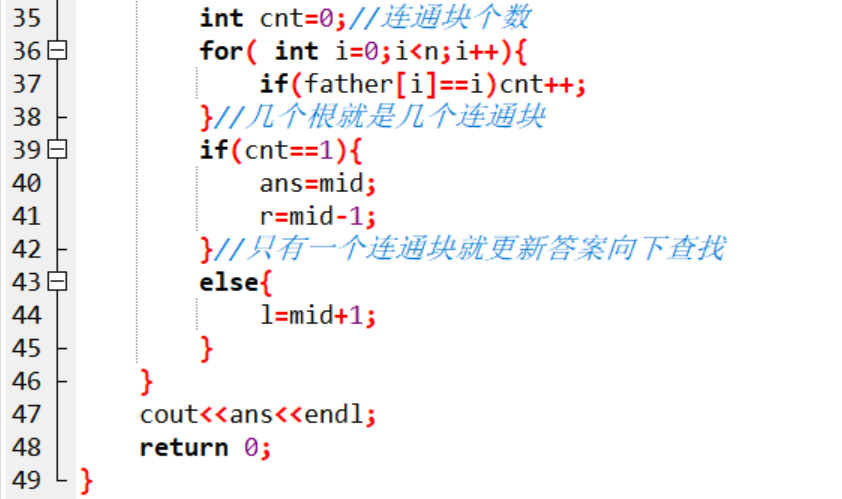 35 int cnt=0;//连通块个数
36 for( int i=0;i<n;i++){
37 if(father[i]==i)cnt++;
38 }//几个根就是几个连通块
39 if(cnt==1){
40 ans=mid;
41 r=mid-1;
42 }//只有一个连通块就更新答案向下查找
43 else{
44 l=mid+1;
45 }
46 }
47 cout<<ans<<endl;
48 return 0;
49 }